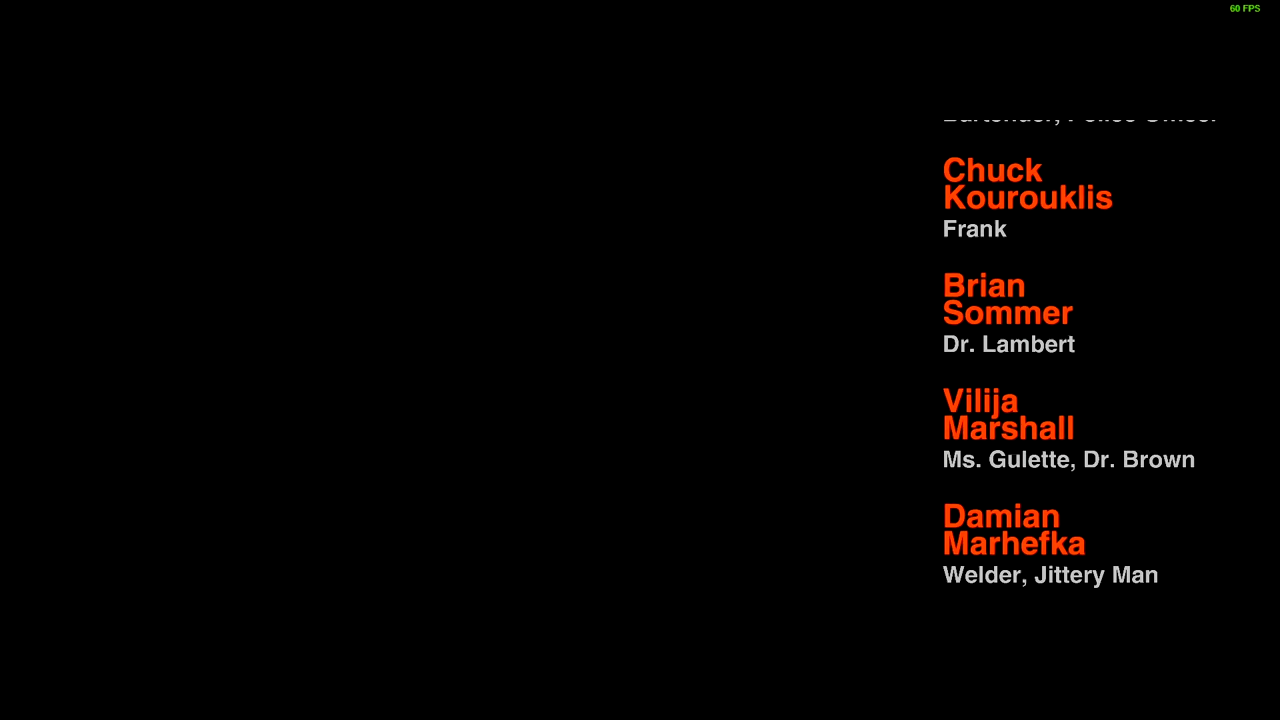 60 FPS
Chuck
Kourouklis
Frank
Brian
Sommer
Dr. Lambert
Vilija
Marshall
Ms. Gulette, Dr. Brown
Damian
Marhefka
Welder, Jittery Man